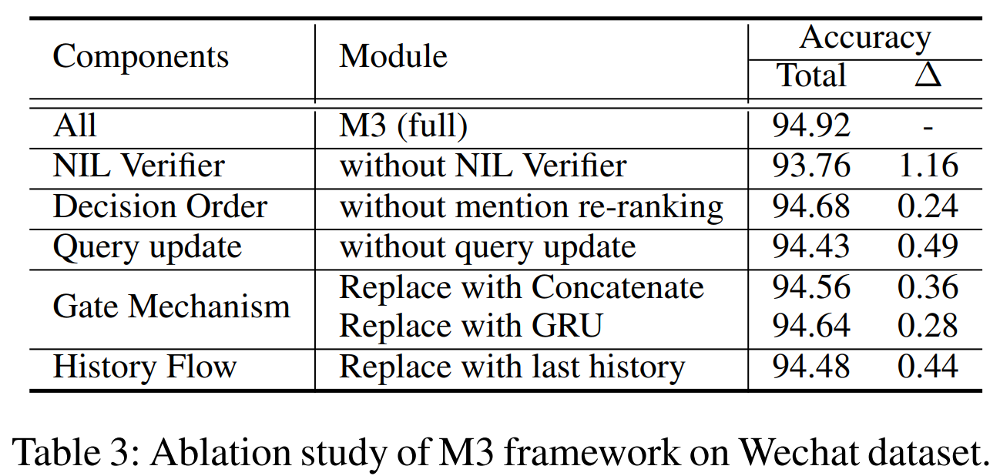 Components Module Accuracy
Total Δ
All M3 (full) 94.92 -
NIL Verifier without NIL Verifier 93.76 1.16
Decision Order without mention re-ranking 94.68 0.24
Query update without query update 94.43 0.49
Gate Mechanism Replace with Concatenate 94.56 0.36
Replace with GRU 94.64 0.28
History Flow Replace with last history 94.48 0.44
Table 3: Ablation study of M3 framework on Wechat dataset.